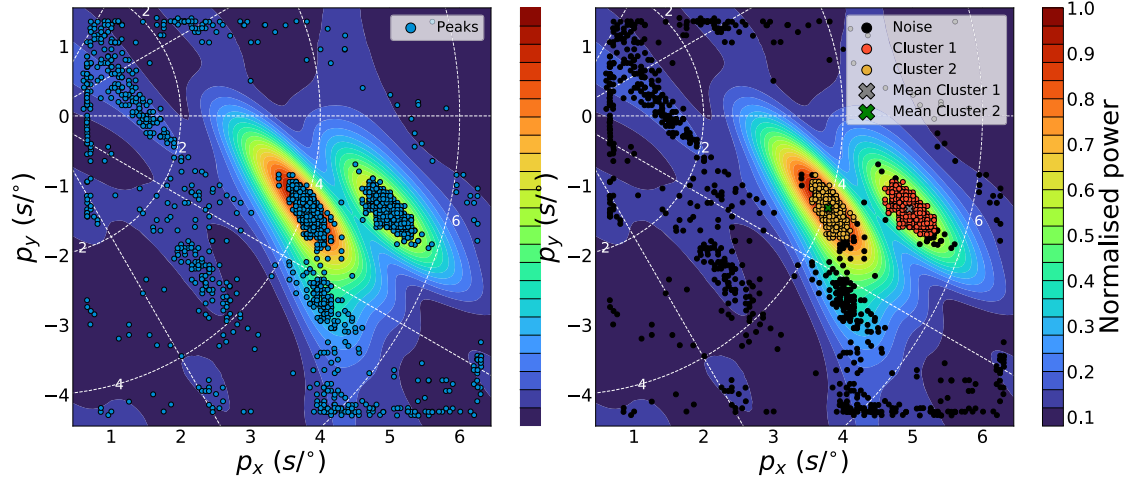 Peaks
1
0
−1
−2
−3
−4
1 2 3 4 5 6
p_x (s/°)
p_y (s/°)
2
2
2
4
4
6
Noise
Cluster 1
Cluster 2
Mean Cluster 1
Mean Cluster 2
1
0
−1
−2
−3
−4
1 2 3 4 5 6
p_x (s/°)
p_y (s/°)
2
2
2
4
4
6
1.0
0.9
0.8
0.7
0.6
0.5
0.4
0.3
0.2
0.1
Normalised power